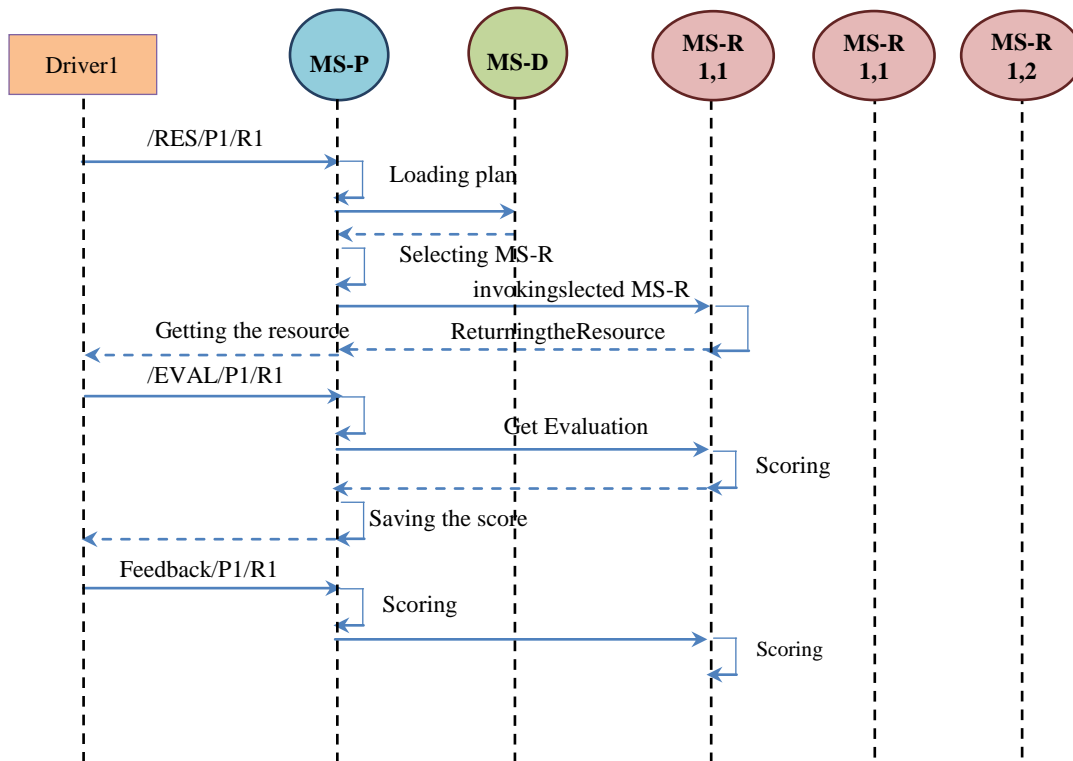 Driver1
MS-P
MS-D
MS-R
1,1
MS-R
1,1
MS-R
1,2
/RES/P1/R1
Loading plan
Selecting MS-R
invokingslected MS-R
Getting the resource
ReturningtheResource
/EVAL/P1/R1
Get Evaluation
Scoring
Saving the score
Feedback/P1/R1
Scoring
Scoring